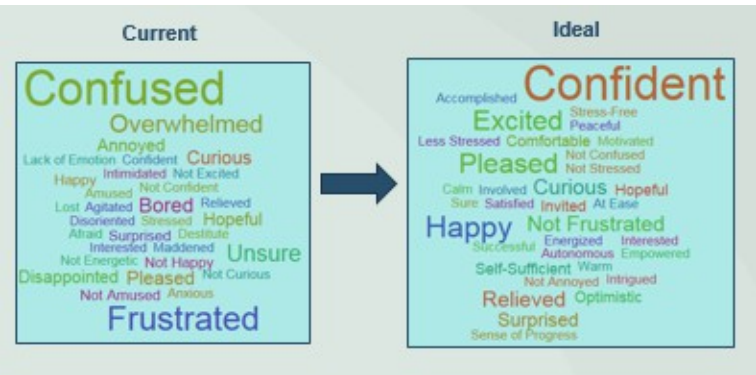 Current
Confused
Overwhelmed
Annoyed
Lack of Emotion Confident Curious
Intimidated Not Excited
Happy
Amused Not Confident
Lost Agitated Bored Relieved
Disoriented Stressed Hopeful
Afraid Surprised Destitute
Interested Maddened Unsure
Not Energetic Not Happy
Disappointed Pleased Not Curious
Not Amused Anxious
Frustrated
Ideal
Confident
Accomplished
Excited Stress-Free
Peaceful
Less Stressed Comfortable Motivated
Pleased Not Confused
Not Stressed
Calm Involved Curious Hopeful
Sure Satisfied Invited At Ease
Happy Not Frustrated
Successful Energized Interested
Autonomous Empowered
Self-Sufficient Warm
Not Annoyed Intrigued
Relieved Optimistic
Surprised
Sense of Progress